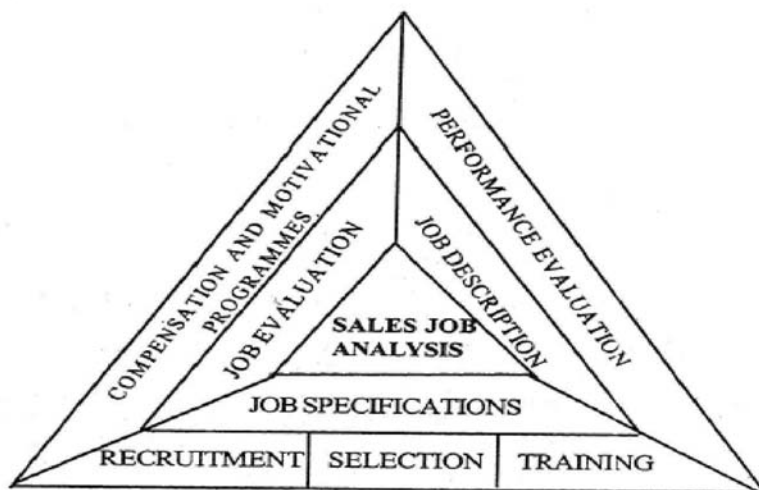 COMPENSATION AND MOTIVATIONAL
PROGRAMMES
PERFORMANCE EVALUATION
JOB EVALUATION
JOB DESCRIPTION
SALES JOB
ANALYSIS
JOB SPECIFICATIONS
RECRUITMENT
SELECTION
TRAINING